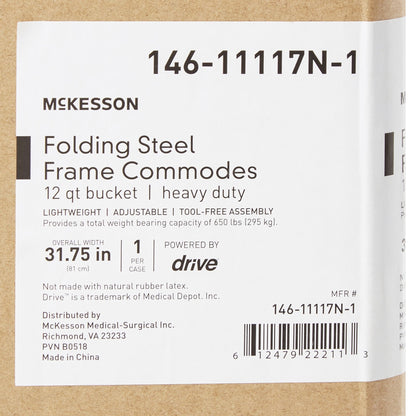 146-11117N-1
MCKESSON
Folding Steel
Frame Commodes
12 qt bucket | heavy duty
LIGHTWEIGHT | ADJUSTABLE | TOOL-FREE ASSEMBLY
Provides a total weight bearing capacity of 650 lbs (295 kg).
OVERALL WIDTH
31.75 in
(81 cm)
1
PER
CASE
POWERED BY
drive
Not made with natural rubber latex.
Drive™ is a trademark of Medical Depot. Inc.
MFR #
146-11117N-1
Distributed by
McKesson Medical-Surgical Inc.
Richmond, VA 23233
PVN B0518
Made in China
6 12479 22211 3